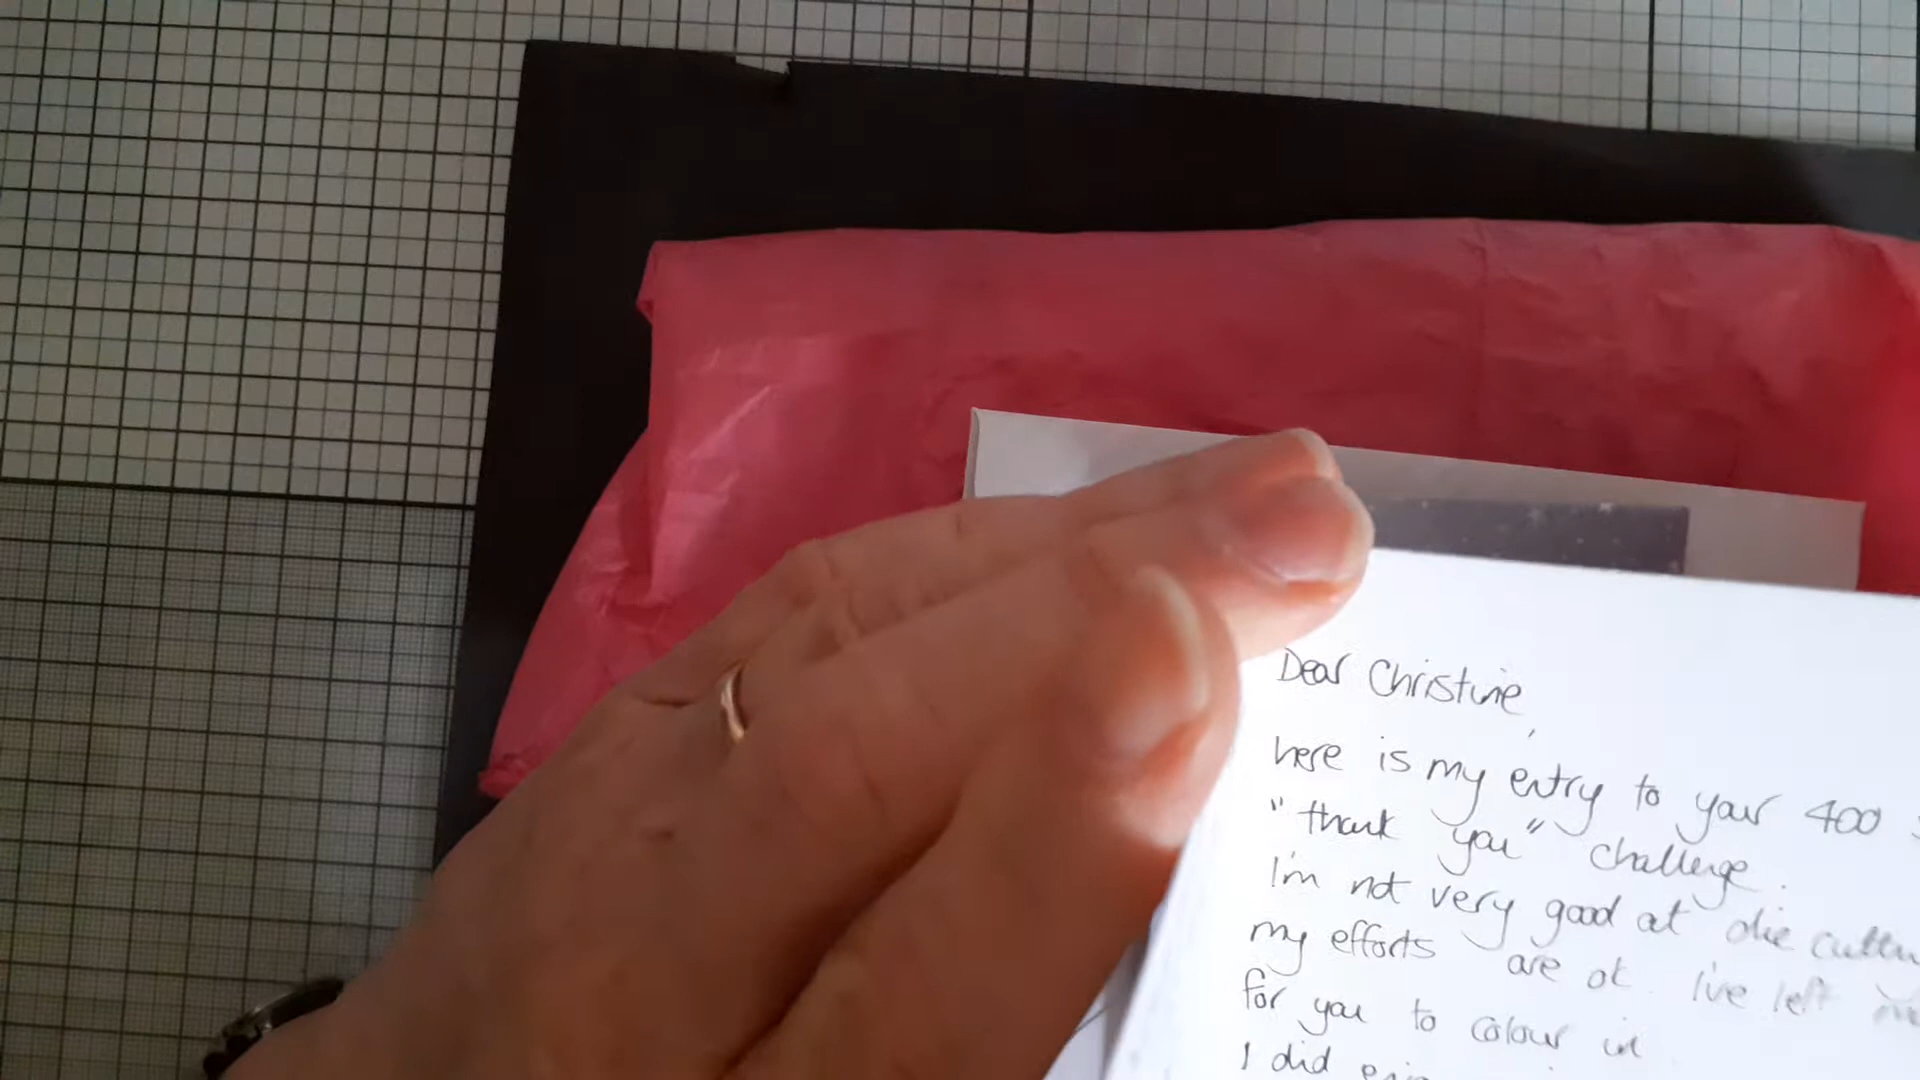 Dear Christine,
here is my entry to your 400
"thank you" challenge.
I'm not very good at die
my efforts are ok. I've left
for you to colour in
I did